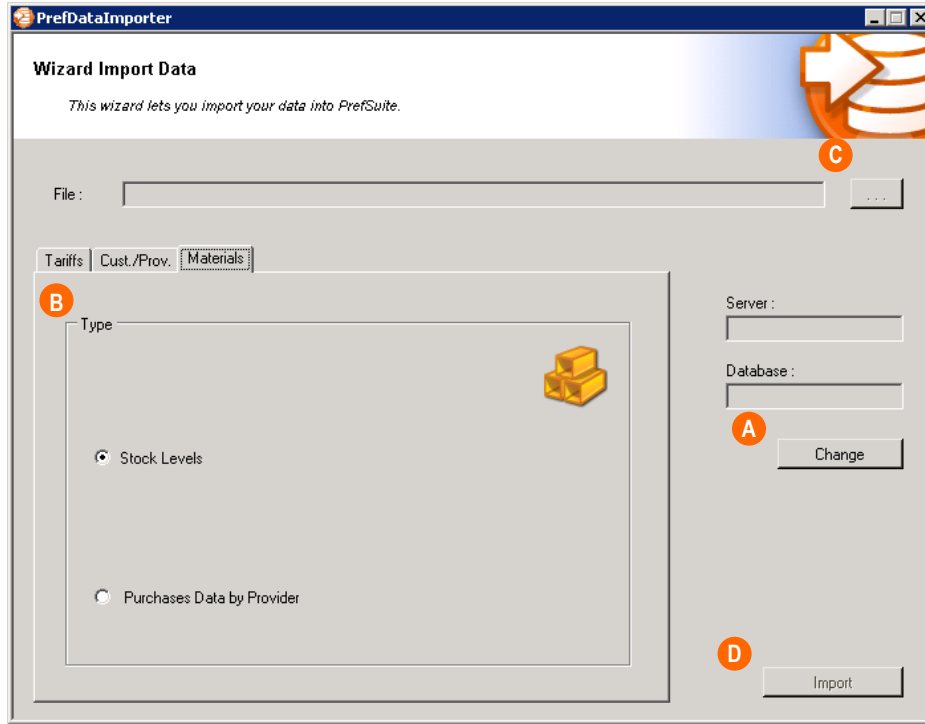 PrefDataImporter
Wizard Import Data
This wizard lets you import your data into PrefSuite.
C
File :
...
Tariffs Cust./Prov. Materials
B
Type
Server :
Database :
A
Stock Levels
Change
Purchases Data by Provider
D
Import